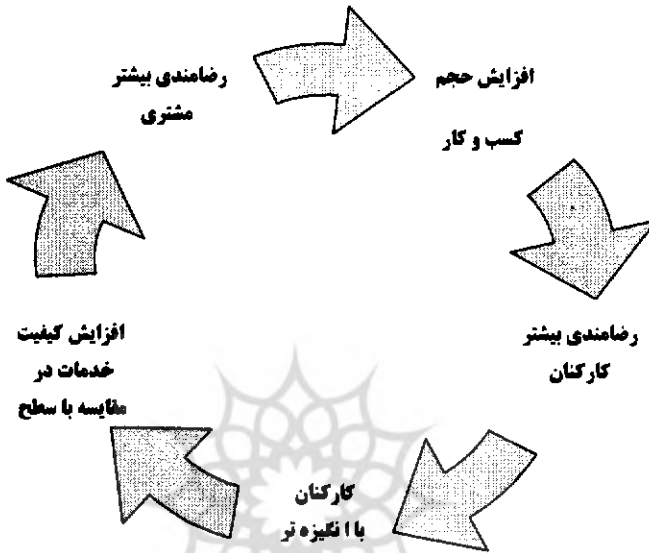 رضامندی بیشتر
مشتری
افزایش حجم
کسب و کار
رضامندی بیشتر
کارکنان
کارکنان
با انگیزه تر
افزایش کیفیت
خدمات در
مقایسه با سطح